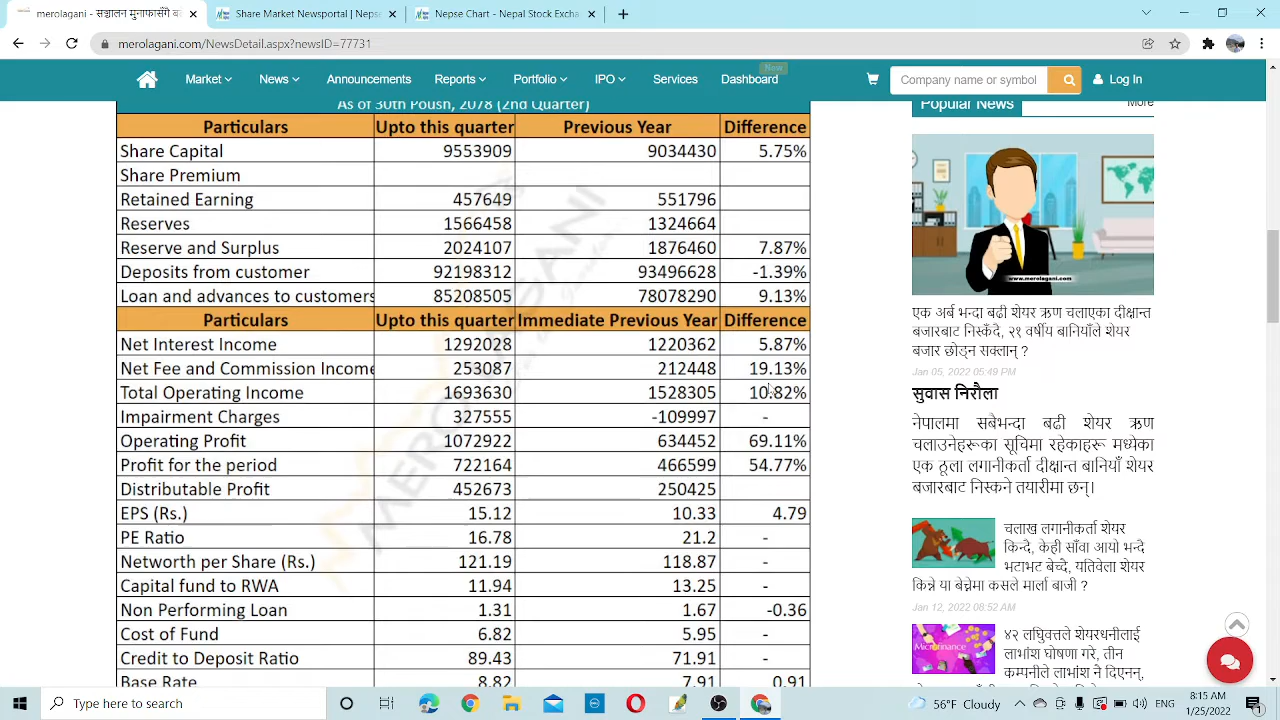 merolagani - सञ्चालन मुनाफासंगै ब
Nepsedata - SHP Todays
Nepse - Nepal Stock Excha
merolagani.com/NewsDetail.aspx?newsID=77731
New
Market News Announcements Reports Portfolio IPO Services Dashboard Company name or symbol Log In
As of 30th Poush, 2078 (2nd Quarter)
Particulars Upto this quarter Previous Year Difference
Share Capital 9553909 9034430 5.75%
Share Premium
Retained Earning 457649 551796
Reserves 1566458 1324664
Reserve and Surplus 2024107 1876460 7.87%
Deposits from customer 92198312 93496628 -1.39%
Loan and advances to customers 85208505 78078290 9.13%
Particulars Upto this quarter Immediate Previous Year Difference
Net Interest Income 1292028 1220362 5.87%
Net Fee and Commission Income 253087 212448 19.13%
Total Operating Income 1693630 1528305 10.82%
Impairment Charges 327555 -109997 -
Operating Profit 1072922 634452 69.11%
Profit for the period 722164 466599 54.77%
Distributable Profit 452673 250425
EPS (Rs.) 15.12 10.33 4.79
PE Ratio 16.78 21.2 -
Networth per Share (Rs.) 121.19 118.87 -
Capital fund to RWA 11.94 13.25 -
Non Performing Loan 1.31 1.67 -0.36
Cost of Fund 6.82 5.95 -
Credit to Deposit Ratio 89.43 71.91 -
Base Rate 8.82 7.91 0.91
MEROLAGANI
Popular News More
www.merolagani.com
एक अर्ब भन्दा बढी शेयर ऋण चलाएका दीक्षान्त
बजारबाट निस्कँदै, २१ वर्षीय बानियाँले शेयर
बजार छोड्न सक्लान् ?
Jan 05, 2022 05:49 PM
सुवास निरौला
नेपालमा सबैभन्दा बढी शेयर ऋण
चलाउनेहरूका सूचिमा रहेकाहरू मध्येका
एक ठूला लगानीकर्ता दीक्षान्त बानियाँ शेयर
बजारबाट निस्कने तयारीमा छन्।
चलाख लगानीकर्ता शेयर
किन्दै, केही साँवा आयो भन्दै
भटाभट बेच्दै, यतिवेला शेयर
किन्ने या बेच्नेमा कसले मार्ला बाजी ?
Jan 12, 2022 08:52 AM
Microfinance
४२ लघुवित्तले शेयरधनीलाई
लाभांश घोषणा गरे, तीन
कम्पनीले लाभांश नै दिएनन्,
Type here to search
56°F Cloudy
ENG
8:15 AM
1/25/2022